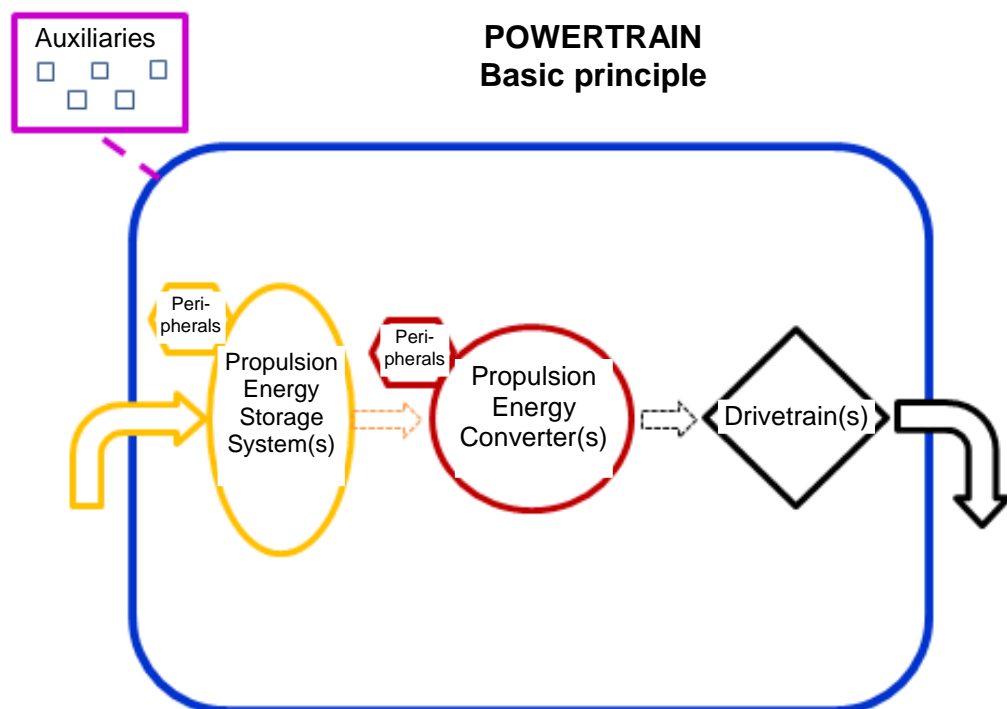 Auxiliaries
POWERTRAIN
Basic principle
Peri-
pherals
Propulsion
Energy
Storage
System(s)
Peri-
pherals
Propulsion
Energy
Converter(s)
Drivetrain(s)